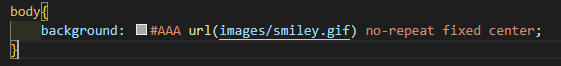 body{
    background: #AAA url(images/smiley.gif) no-repeat fixed center;
}